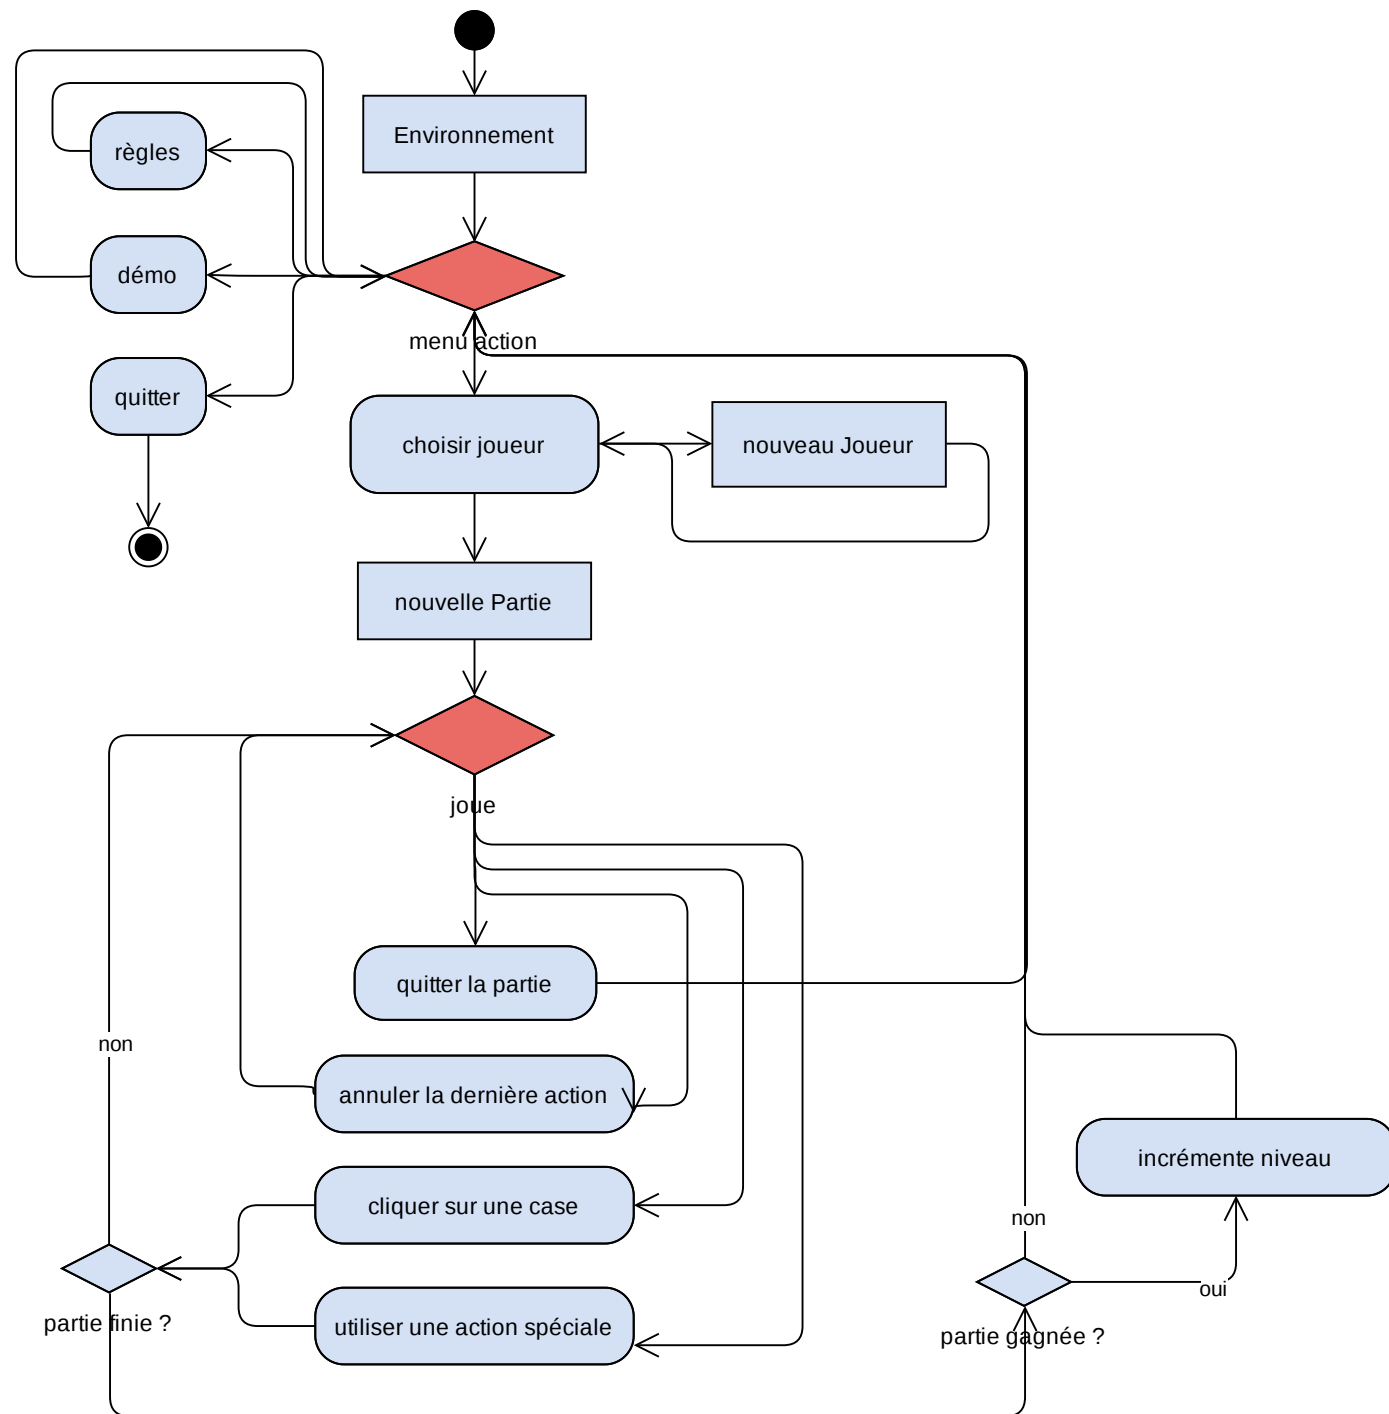 Environnement
règles
démo
menu action
quitter
choisir joueur
nouveau Joueur
nouvelle Partie
joue
quitter la partie
non
annuler la dernière action
incrémente niveau
cliquer sur une case
non
oui
partie finie ?
utiliser une action spéciale
partie gagnée ?